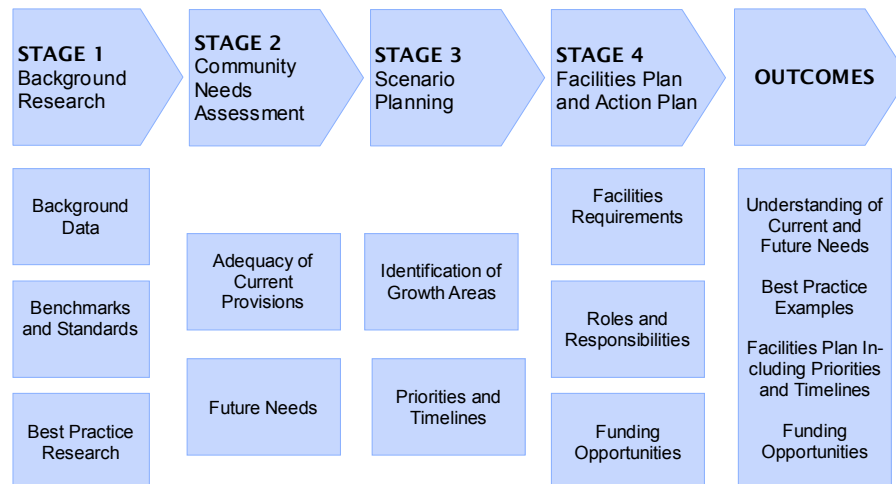 STAGE 1
Background
Research
STAGE 2
Community
Needs
Assessment
STAGE 3
Scenario
Planning
STAGE 4
Facilities Plan
and Action Plan
OUTCOMES
Background
Data
Benchmarks
and Standards
Best Practice
Research
Adequacy of
Current
Provisions
Future Needs
Identification of
Growth Areas
Priorities and
Timelines
Facilities
Requirements
Roles and
Responsibilities
Funding
Opportunities
Understanding of
Current and
Future Needs
Best Practice
Examples
Facilities Plan In-
cluding Priorities
and Timelines
Funding
Opportunities